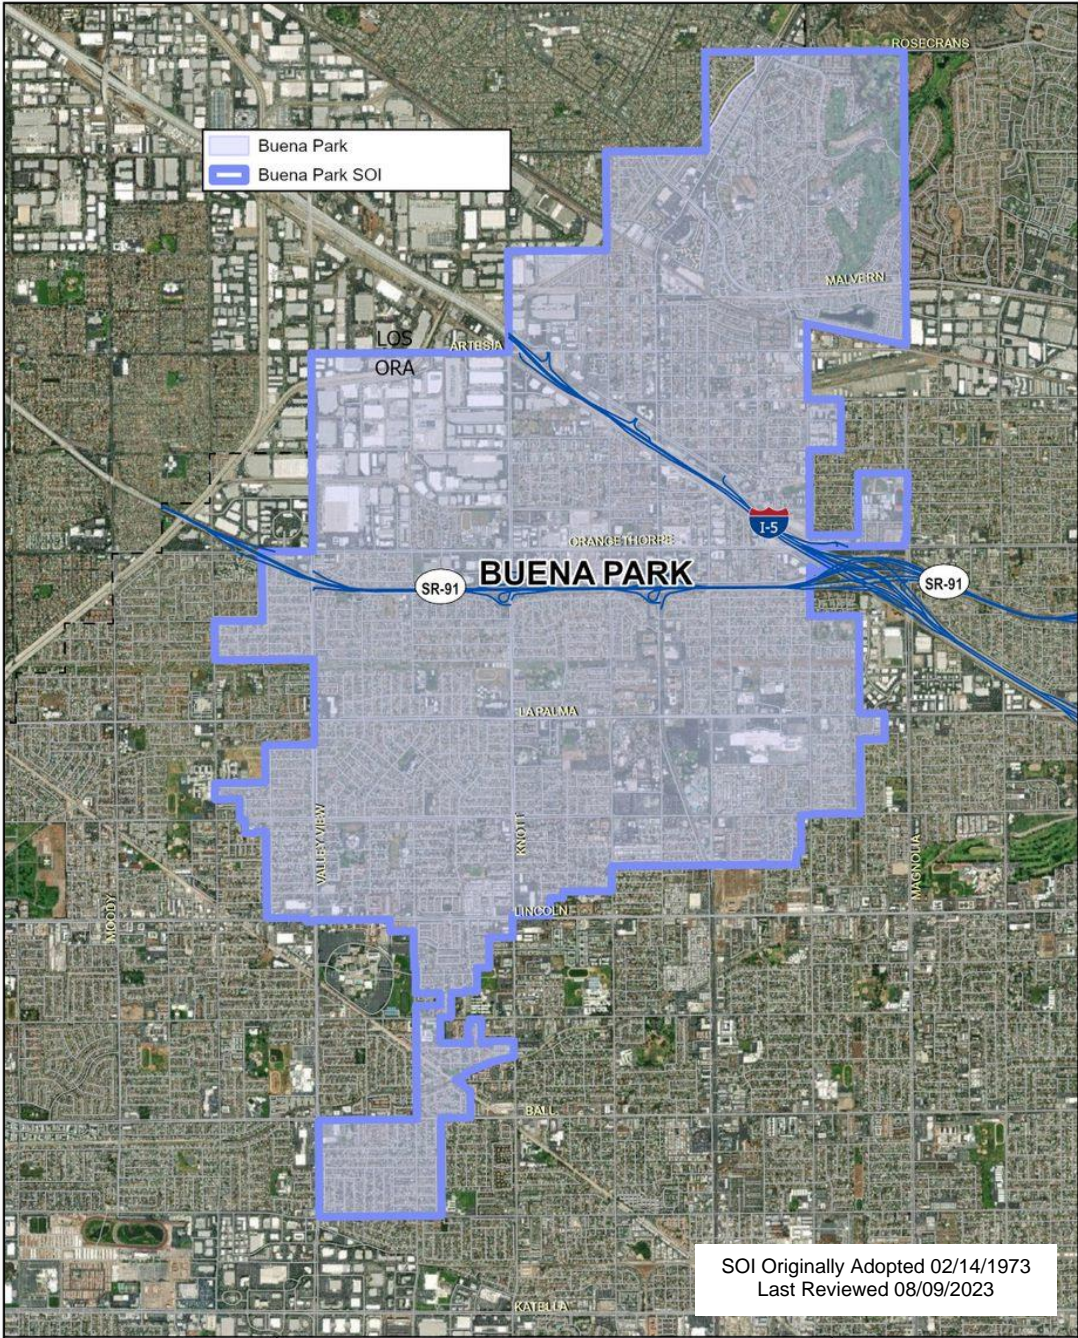 ROSECRANS
Buena Park
Buena Park SOI
MALVERN
LOS
ARTESIA
ORA
I-5
ORANGETHORPE
BUENA PARK
SR-91
SR-91
LA PALMA
VALLEY VIEW
KNOTT
MAGNOLIA
MOODY
LINCOLN
BALL
SOI Originally Adopted 02/14/1973
Last Reviewed 08/09/2023
KATELLA